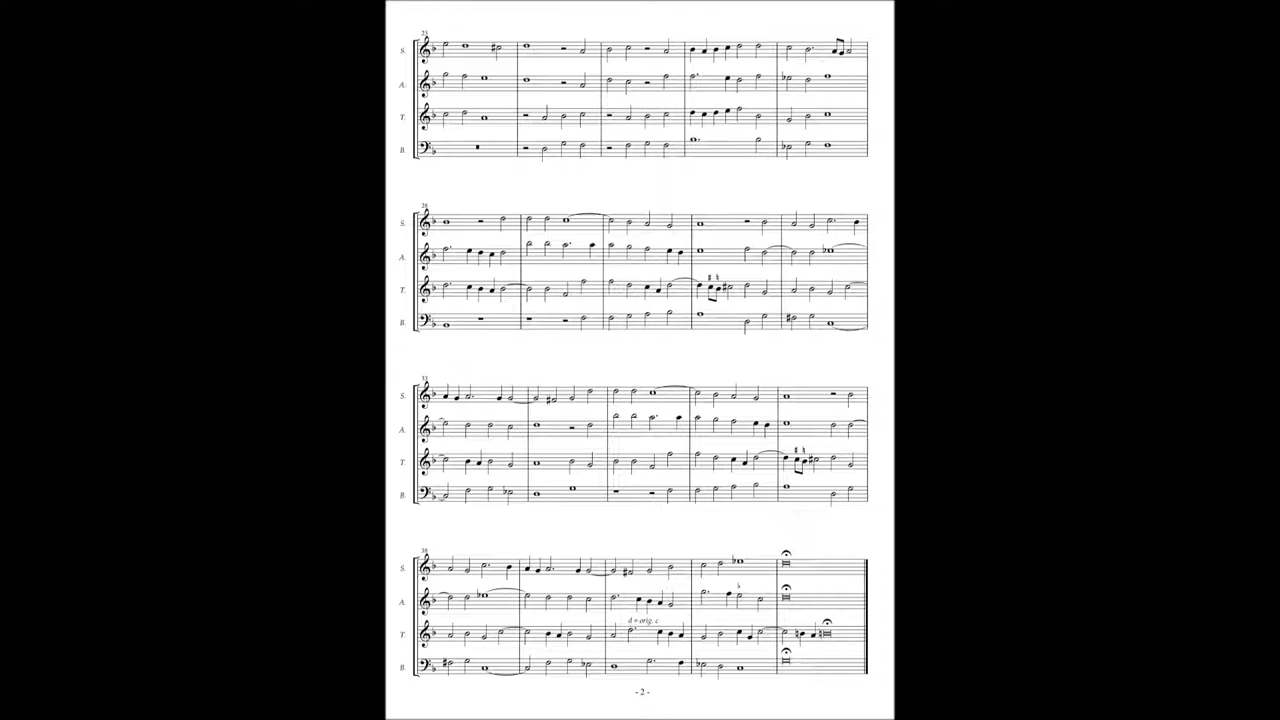 23
S.
A.
T.
B.
28
S.
A.
T.
B.
33
S.
A.
T.
B.
38
S.
A.
d = orig. c
T.
B.
- 2 -